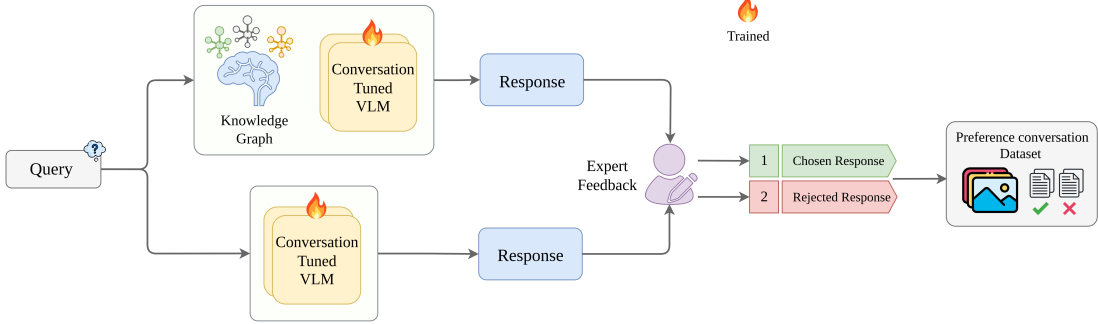 Trained
Query
?
Knowledge
Graph
Conversation
Tuned
VLM
Response
Conversation
Tuned
VLM
Response
Expert
Feedback
1 Chosen Response
2 Rejected Response
Preference conversation
Dataset